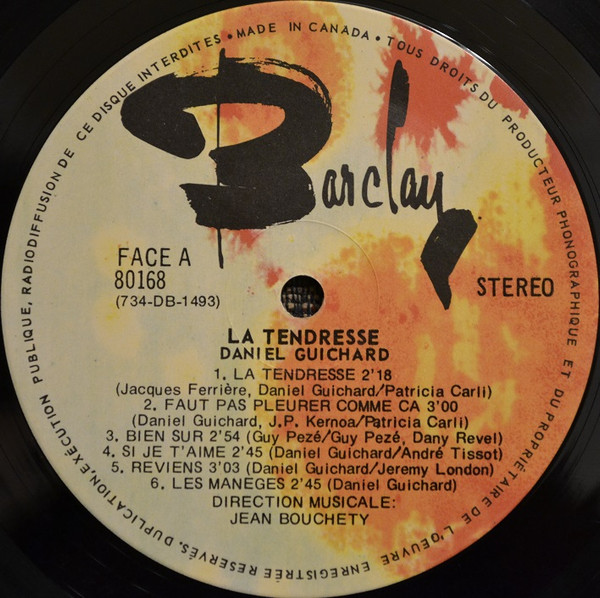 • MADE IN CANADA • TOUS DROITS DU PRODUCTEUR PHONOGRAPHIQUE ET DU PROPRIÉTAIRE DE L'OEUVRE ENREGISTRÉE RESERVÉS. DUPLICATION, EXÉCUTION PUBLIQUE, RADIODIFFUSION DE CE DISQUE INTERDITES
Barclay
FACE A
80168
(734-DB-1493)
STEREO
LA TENDRESSE
DANIEL GUICHARD
1. LA TENDRESSE 2'18
(Jacques Ferrière, Daniel Guichard/Patricia Carli)
2. FAUT PAS PLEURER COMME CA 3'00
(Daniel Guichard, J.P. Kernoa/Patricia Carli)
3. BIEN SUR 2'54 (Guy Pezé/Guy Pezé, Dany Revel)
4. SI JE T'AIME 2'45 (Daniel Guichard/André Tissot)
5. REVIENS 3'03 (Daniel Guichard/Jeremy London)
6. LES MANEGES 2'45 (Daniel Guichard)
DIRECTION MUSICALE:
JEAN BOUCHETY